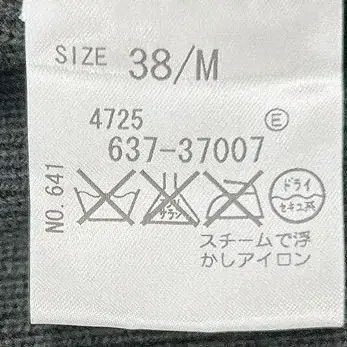 SIZE 38/M
4725 E
637-37007
NO.641
ドライ
セキユ系
スチームで浮
かしアイロン